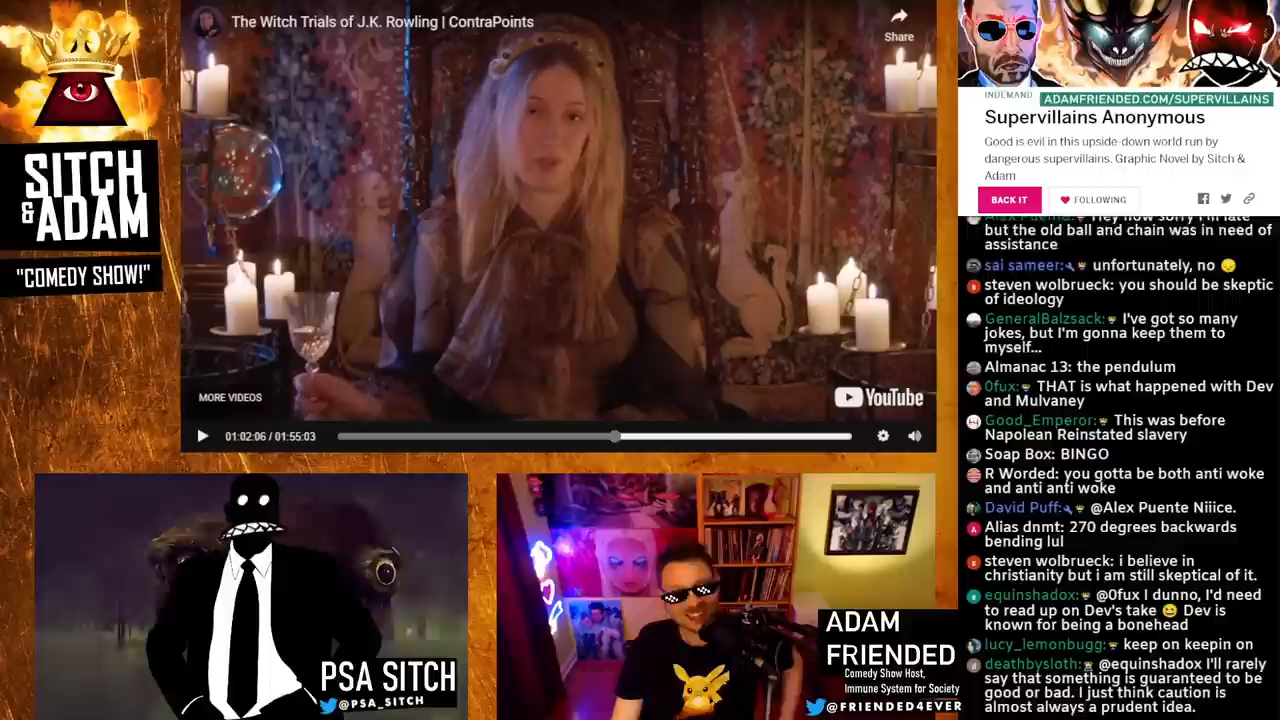 The Witch Trials of J.K. Rowling | ContraPoints
Share
MORE VIDEOS
YouTube
01:02:06 / 01:55:03
SITCH
& ADAM
"COMEDY SHOW!"
PSA SITCH
@PSA_SITCH
ADAM
FRIENDED
Comedy Show Host,
Immune System for Society
@FRIENDED4EVER
INDEMAND
ADAMFRIENDED.COM/SUPERVILLAINS
Supervillains Anonymous
Good is evil in this upside-down world run by
dangerous supervillains. Graphic Novel by Sitch &
Adam
BACK IT
FOLLOWING
Alex Puente: Hey now sorry I'm late
but the old ball and chain was in need of
assistance
sai sameer: unfortunately, no
steven wolbrueck: you should be skeptic
of ideology
GeneralBalzsack: I've got so many
jokes, but I'm gonna keep them to
myself...
Almanac 13: the pendulum
0fux: THAT is what happened with Dev
and Mulvaney
Good_Emperor: This was before
Napolean Reinstated slavery
Soap Box: BINGO
R Worded: you gotta be both anti woke
and anti anti woke
David Puff: @Alex Puente Niiice.
Alias dnmt: 270 degrees backwards
bending lul
steven wolbrueck: i believe in
christianity but i am still skeptical of it.
equinshadox: @0fux I dunno, I'd need
to read up on Dev's take Dev is
known for being a bonehead
lucy_lemonbugg: keep on keepin on
deathbysloth: @equinshadox I'll rarely
say that something is guaranteed to be
good or bad. I just think caution is
almost always a prudent idea.